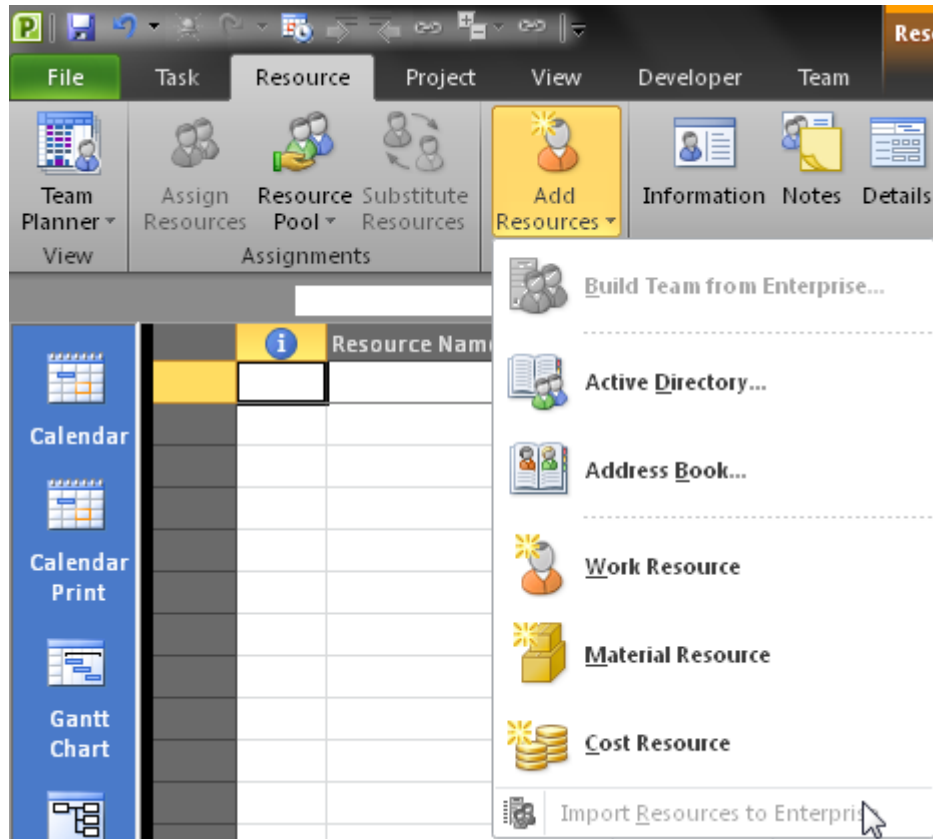 Res
File Task Resource Project View Developer Team
Team Planner
Assign Resources
Resource Pool
Substitute Resources
Add Resources
Information Notes Details
View Assignments
Resource Nam
Calendar
Calendar
Print
Gantt
Chart
Build Team from Enterprise...
Active Directory...
Address Book...
Work Resource
Material Resource
Cost Resource
Import Resources to Enterpris